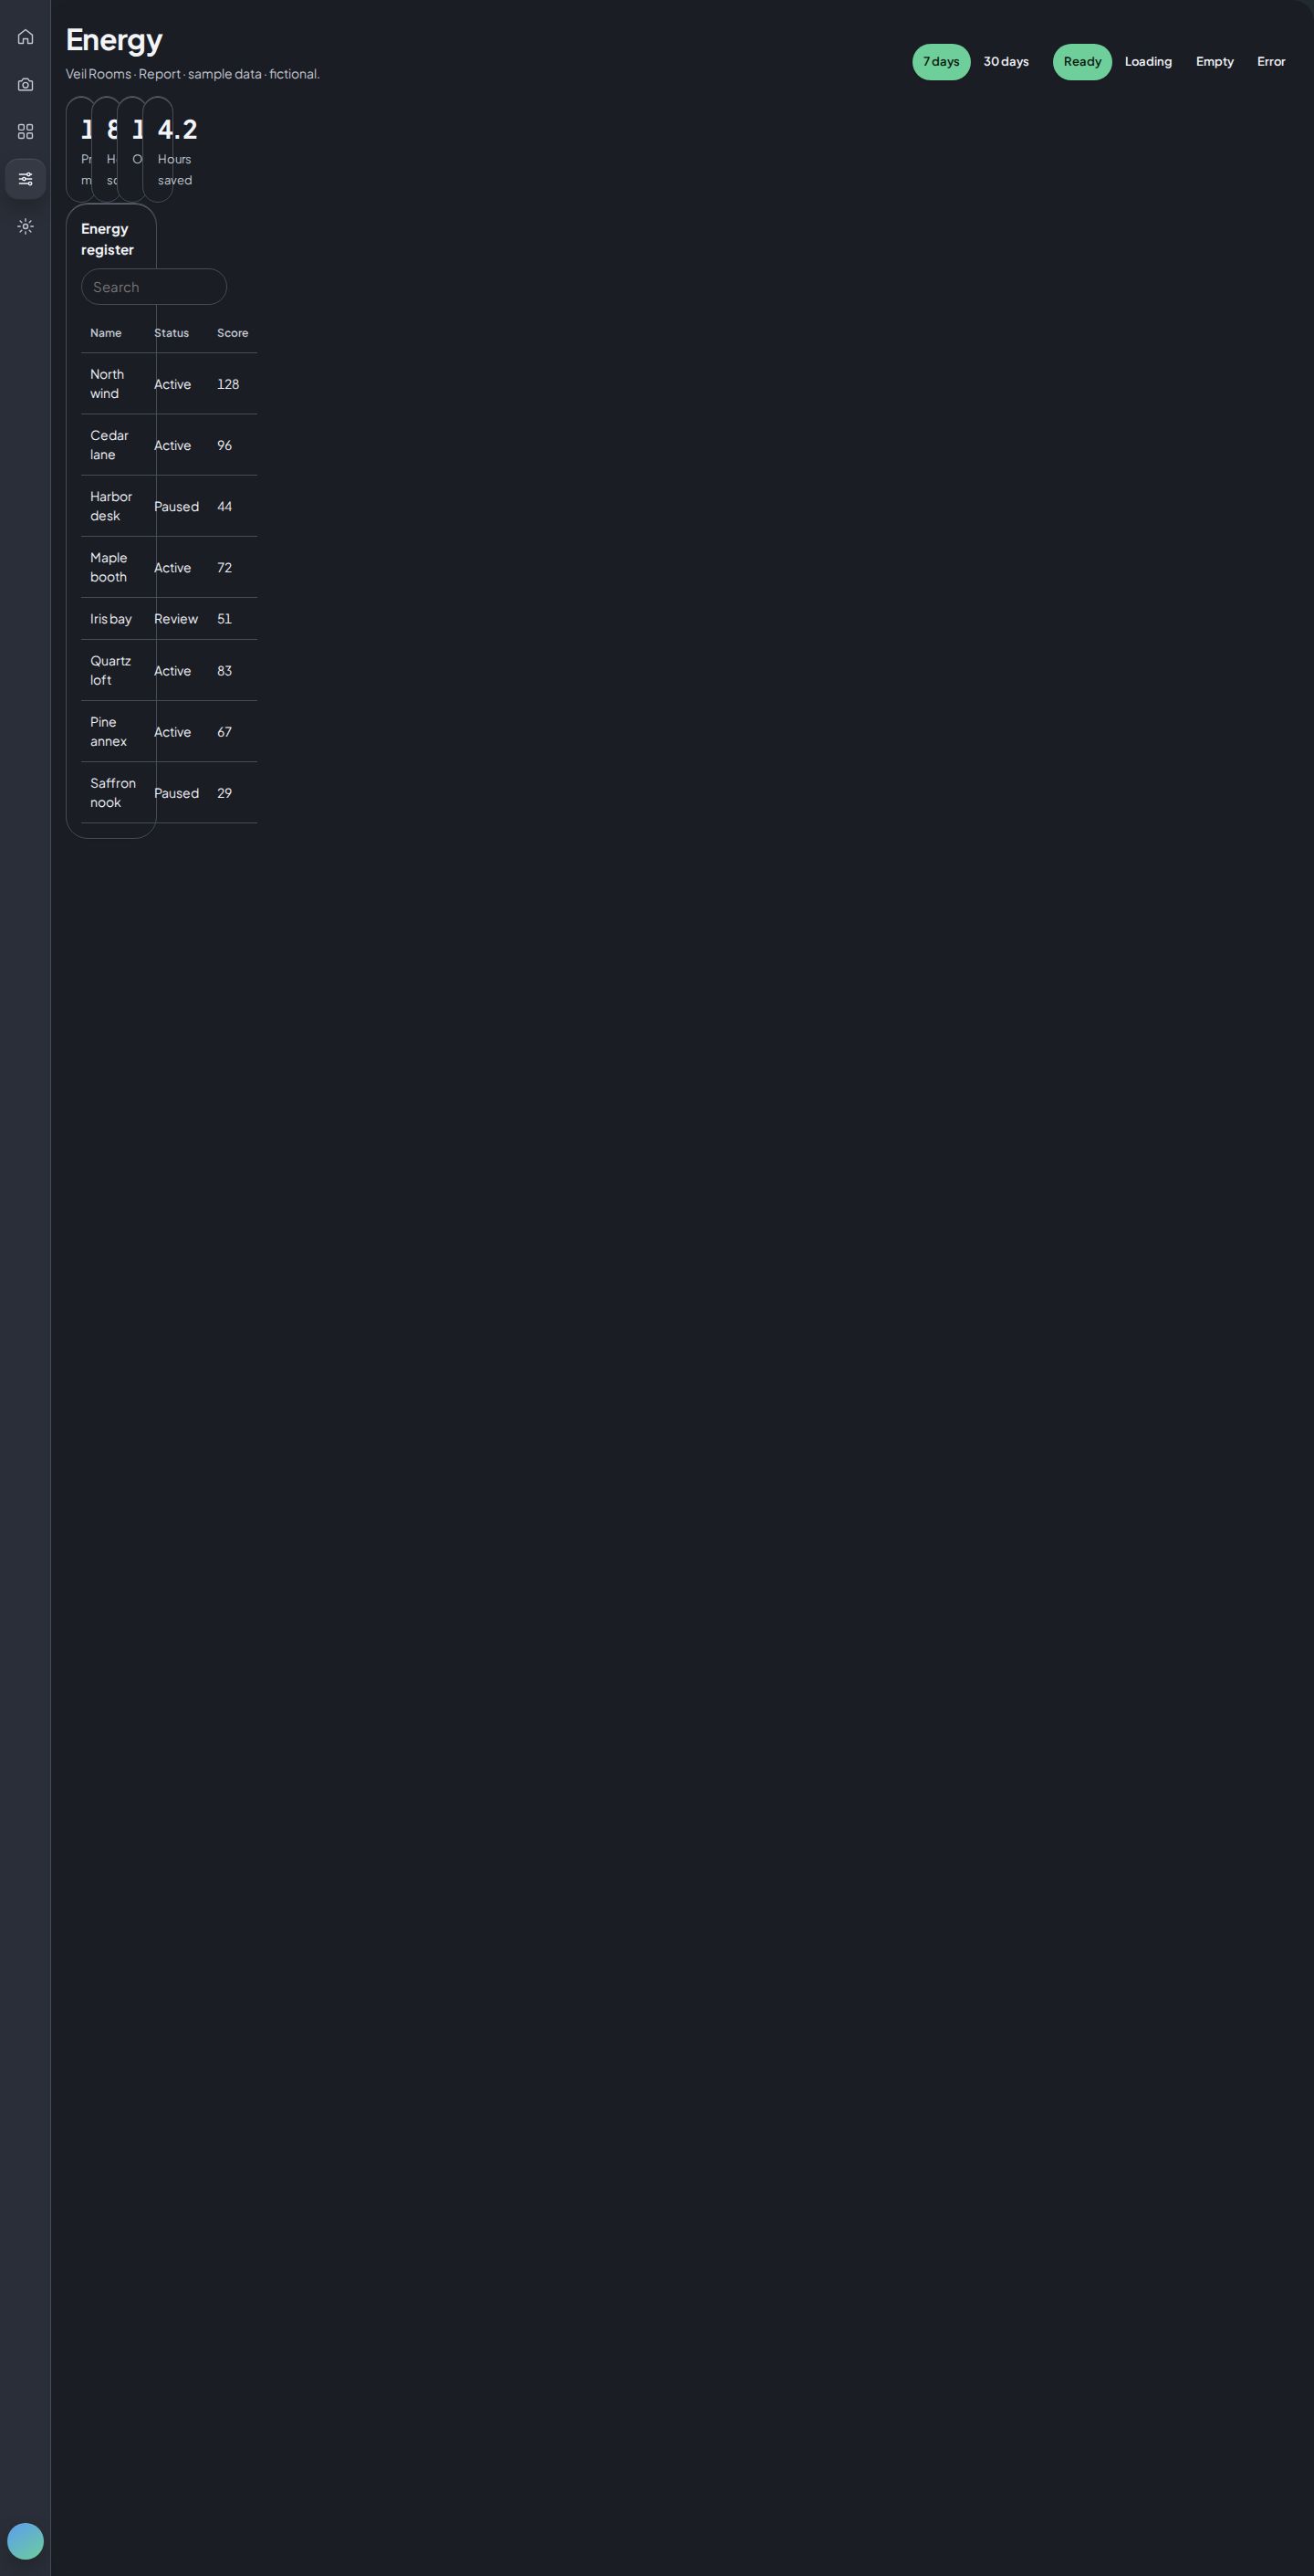 Energy
Veil Rooms · Report · sample data · fictional.
7 days
30 days
Ready
Loading
Empty
Error
4.2
Hours
saved
Energy
register
Search
Name Status Score
North
wind
Active 128
Cedar
lane
Active 96
Harbor
desk
Paused 44
Maple
booth
Active 72
Iris bay Review 51
Quartz
loft
Active 83
Pine
annex
Active 67
Saffron
nook
Paused 29